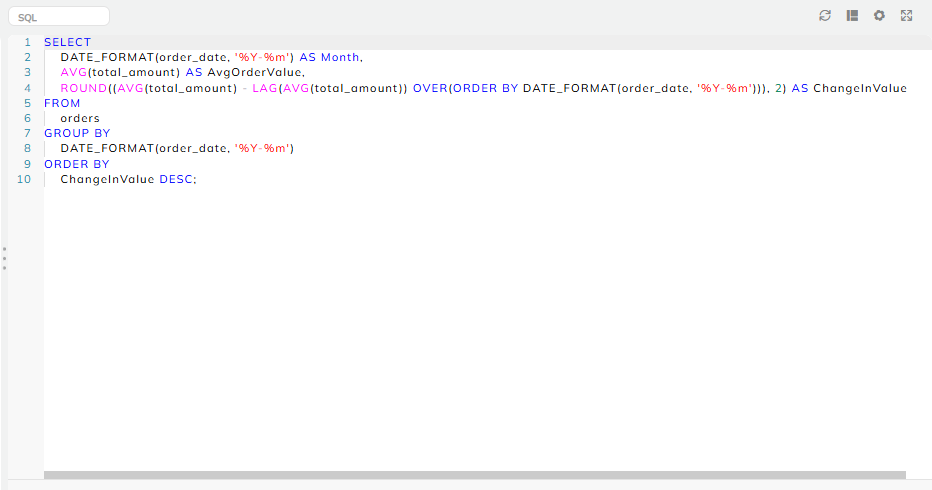 SQL
1 SELECT
2 DATE_FORMAT(order_date, '%Y-%m') AS Month,
3 AVG(total_amount) AS AvgOrderValue,
4 ROUND((AVG(total_amount) - LAG(AVG(total_amount)) OVER(ORDER BY DATE_FORMAT(order_date, '%Y-%m'))), 2) AS ChangeInValue
5 FROM
6 orders
7 GROUP BY
8 DATE_FORMAT(order_date, '%Y-%m')
9 ORDER BY
10 ChangeInValue DESC;